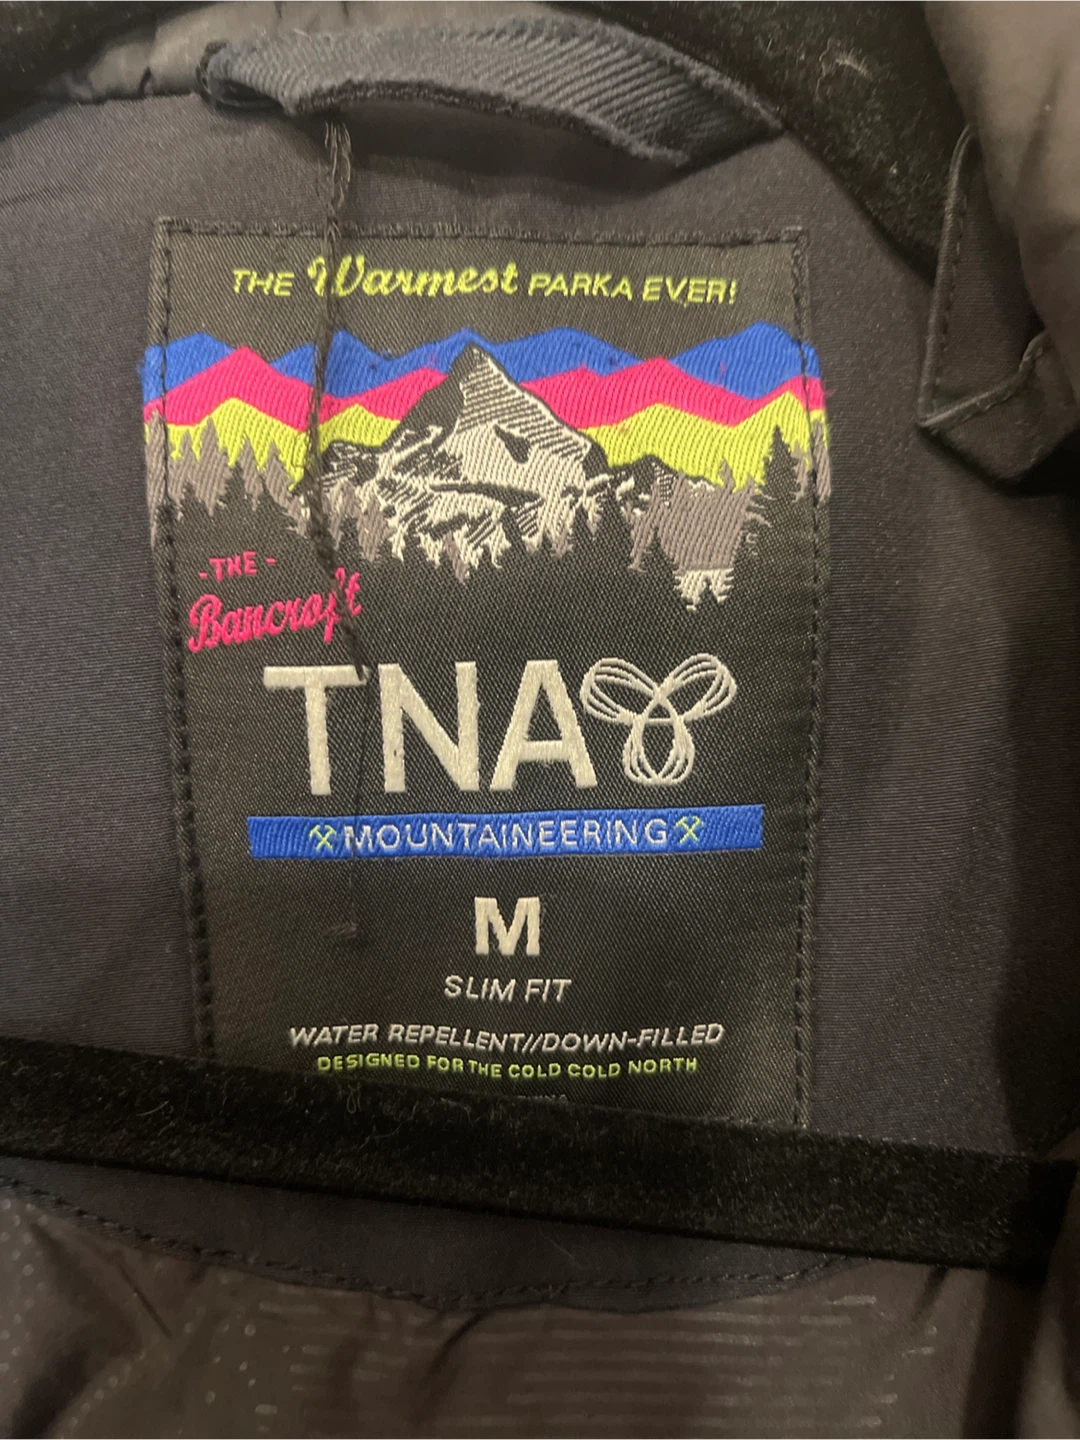 THE Warmest PARKA EVER!
-THE-
Bancroft
TNA
MOUNTAINEERING
M
SLIM FIT
WATER REPELLENT//DOWN-FILLED
DESIGNED FOR THE COLD COLD NORTH